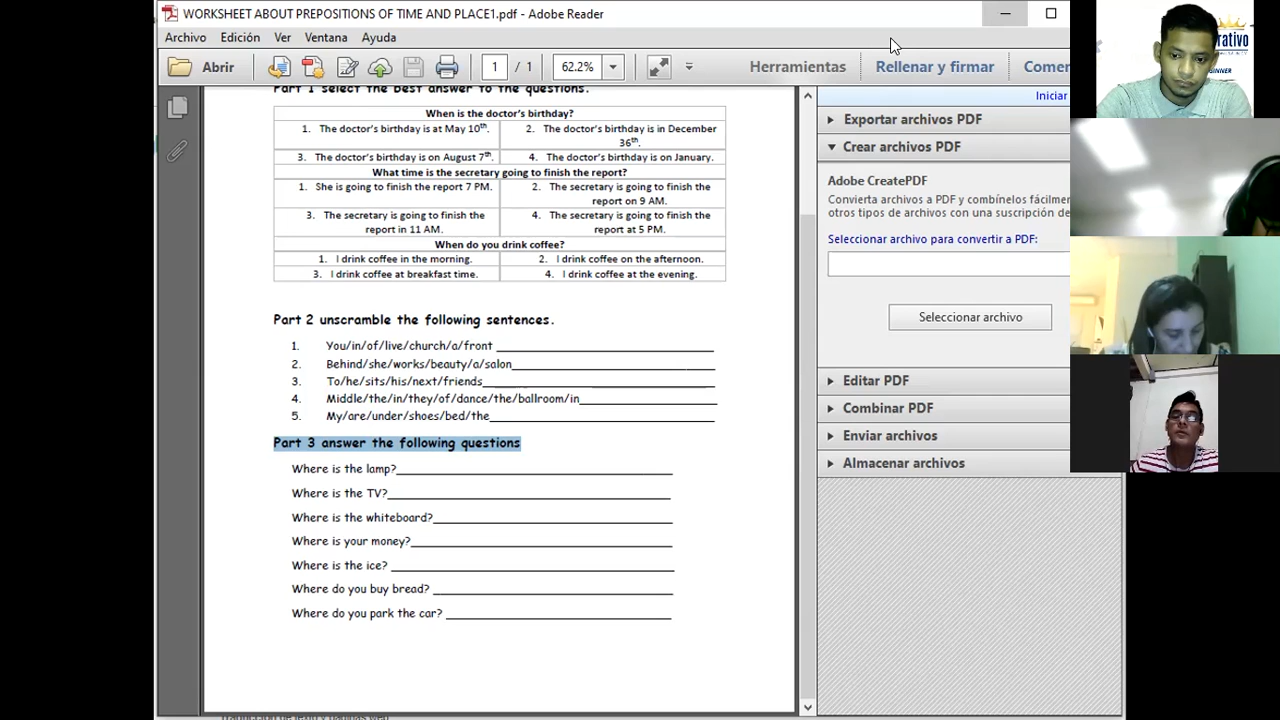 WORKSHEET ABOUT PREPOSITIONS OF TIME AND PLACE1.pdf - Adobe Reader
Archivo Edición Ver Ventana Ayuda
Abrir 1 / 1 62.2% Herramientas Rellenar y firmar Comen
rativo
INNER
Iniciar
Part 1 select the best answer to the questions.
When is the doctor's birthday?
1. The doctor's birthday is at May 10th. 2. The doctor's birthday is in December
36th.
3. The doctor's birthday is on August 7th. 4. The doctor's birthday is on January.
What time is the secretary going to finish the report?
1. She is going to finish the report 7 PM. 2. The secretary is going to finish the
report on 9 AM.
3. The secretary is going to finish the 4. The secretary is going to finish the
report in 11 AM. report at 5 PM.
When do you drink coffee?
1. I drink coffee in the morning. 2. I drink coffee on the afternoon.
3. I drink coffee at breakfast time. 4. I drink coffee at the evening.
Part 2 unscramble the following sentences.
1. You/in/of/live/church/a/front
2. Behind/she/works/beauty/a/salon
3. To/he/sits/his/next/friends
4. Middle/the/in/they/of/dance/the/ballroom/in
5. My/are/under/shoes/bed/the
Part 3 answer the following questions
Where is the lamp?
Where is the TV?
Where is the whiteboard?
Where is your money?
Where is the ice?
Where do you buy bread?
Where do you park the car?
Exportar archivos PDF
Crear archivos PDF
Adobe CreatePDF
Convierta archivos a PDF y combínelos fácilmen
otros tipos de archivos con una suscripción de
Seleccionar archivo para convertir a PDF:
Seleccionar archivo
Editar PDF
Combinar PDF
Enviar archivos
Almacenar archivos